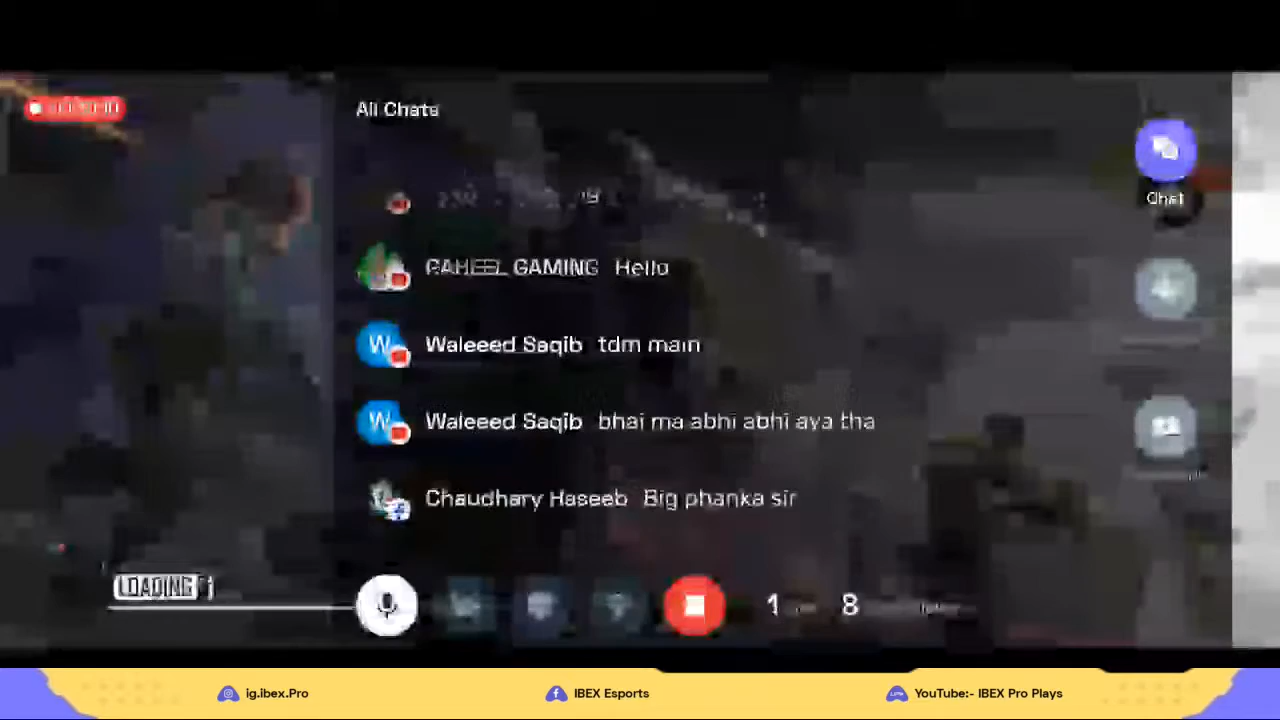 All Chats
Chat
RAHEEL GAMING Hello
Waleeed Saqib tdm main
Waleeed Saqib bhai ma abhi abhi aya tha
Chaudhary Haseeb Big phanka sir
LOADING
1 8
ig.ibex.Pro
IBEX Esports
YouTube:- IBEX Pro Plays